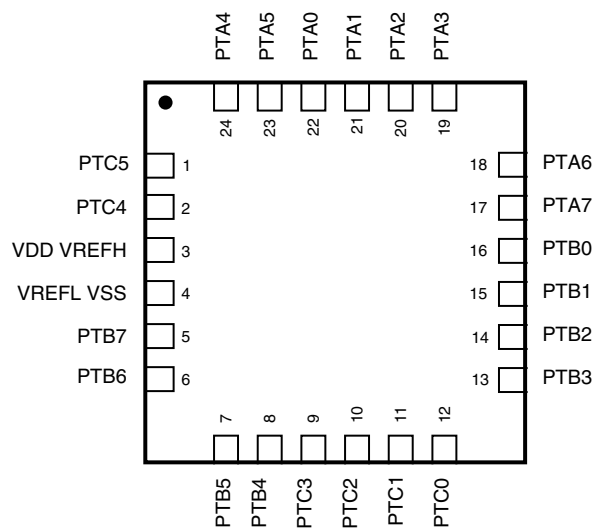 PTA4
PTA5
PTA0
PTA1
PTA2
PTA3
24
23
22
21
20
19
PTC5 1
18 PTA6
PTC4 2
17 PTA7
VDD VREFH 3
16 PTB0
VREFL VSS 4
15 PTB1
PTB7 5
14 PTB2
PTB6 6
13 PTB3
7
8
9
10
11
12
PTB5
PTB4
PTC3
PTC2
PTC1
PTC0